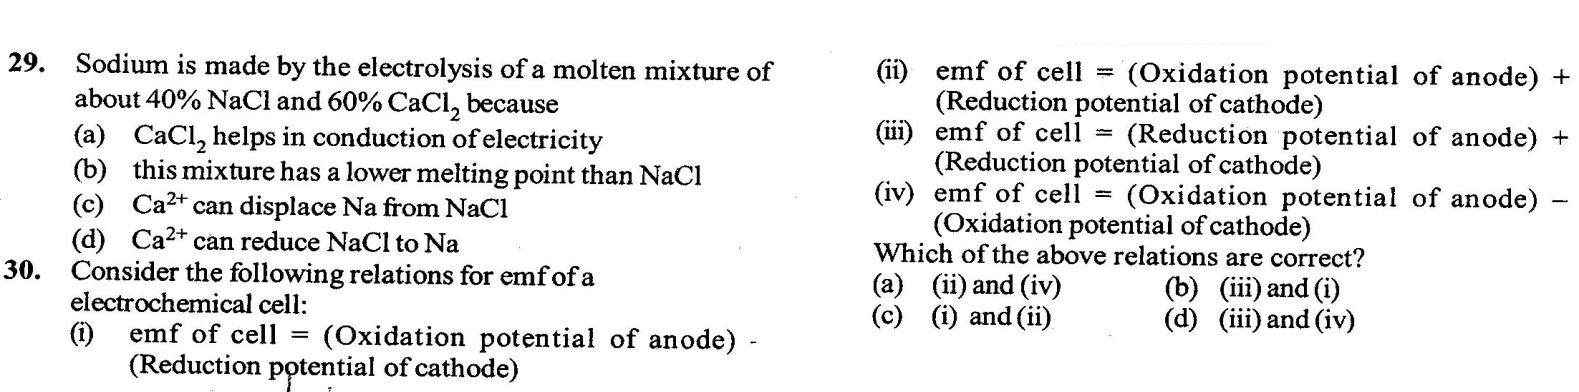 29. Sodium is made by the electrolysis of a molten mixture of
about 40% NaCl and 60% CaCl₂ because
(a) CaCl₂ helps in conduction of electricity
(b) this mixture has a lower melting point than NaCl
(c) Ca²⁺ can displace Na from NaCl
(d) Ca²⁺ can reduce NaCl to Na
30. Consider the following relations for emf of a
electrochemical cell:
(i) emf of cell = (Oxidation potential of anode) -
(Reduction potential of cathode)
(ii) emf of cell = (Oxidation potential of anode) +
(Reduction potential of cathode)
(iii) emf of cell = (Reduction potential of anode) +
(Reduction potential of cathode)
(iv) emf of cell = (Oxidation potential of anode) –
(Oxidation potential of cathode)
Which of the above relations are correct?
(a) (ii) and (iv) (b) (iii) and (i)
(c) (i) and (ii) (d) (iii) and (iv)